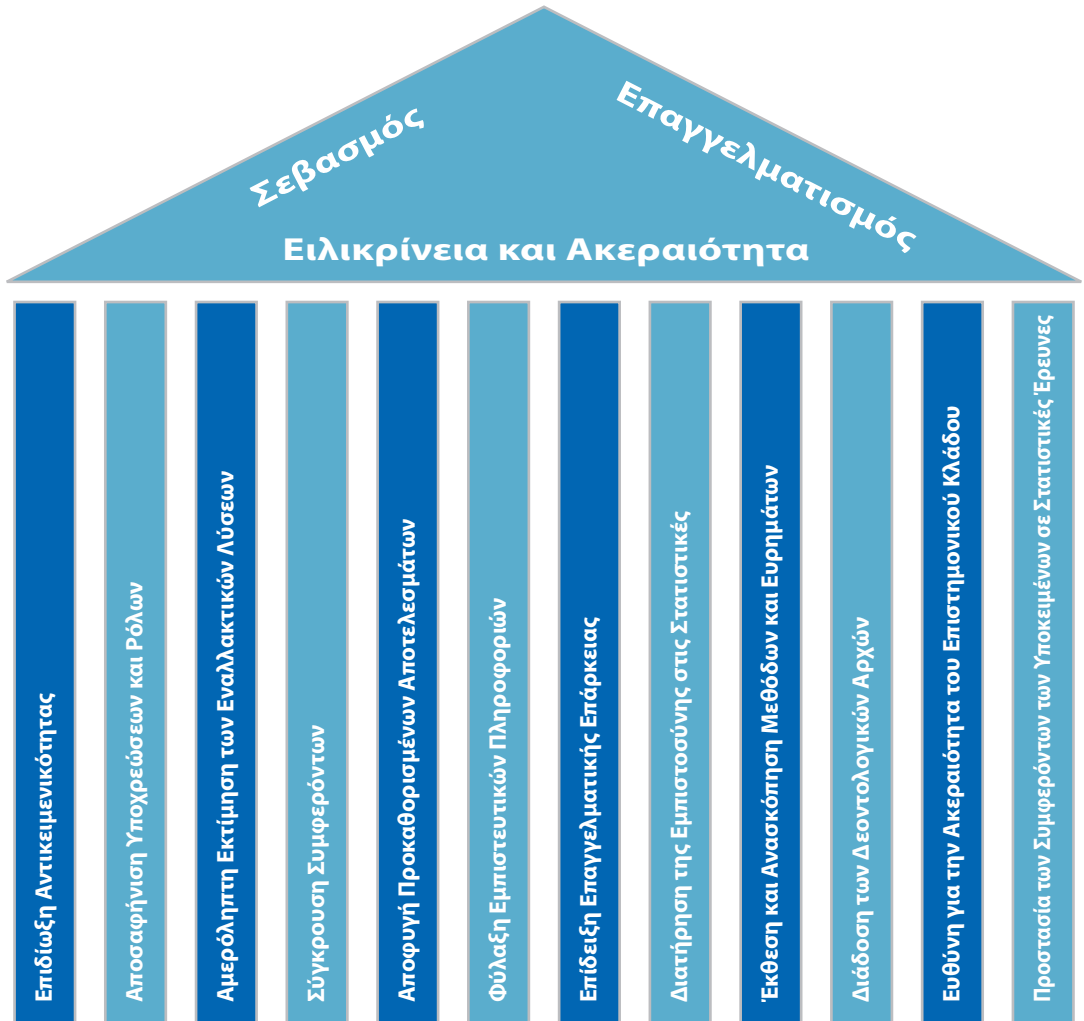 Σεβασμός
Επαγγελματισμός
Ειλικρίνεια και Ακεραιότητα
Επιδίωξη Αντικειμενικότητας
Αποσαφήνιση Υποχρεώσεων και Ρόλων
Αμερόληπτη Εκτίμηση των Εναλλακτικών Λύσεων
Σύγκρουση Συμφερόντων
Αποφυγή Προκαθορισμένων Αποτελεσμάτων
Φύλαξη Εμπιστευτικών Πληροφοριών
Επίδειξη Επαγγελματικής Επάρκειας
Διατήρηση της Εμπιστοσύνης στις Στατιστικές
Έκθεση και Ανασκόπηση Μεθόδων και Ευρημάτων
Διάδοση των Δεοντολογικών Αρχών
Ευθύνη για την Ακεραιότητα του Επιστημονικού Κλάδου
Προστασία των Συμφερόντων των Υποκειμένων σε Στατιστικές Έρευνες